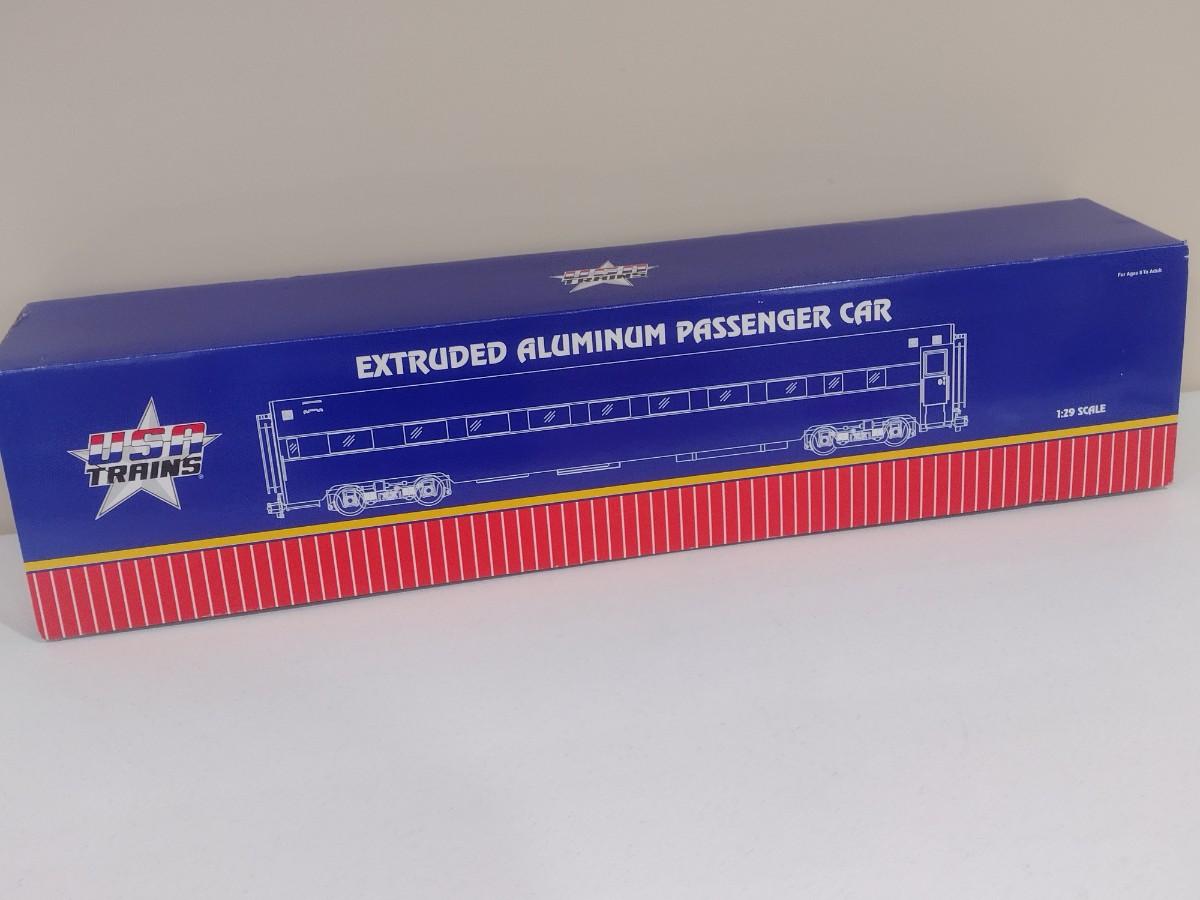 USA
TRAINS
EXTRUDED ALUMINUM PASSENGER CAR
For Ages 8 To Adult
USA
TRAINS
1:29 SCALE